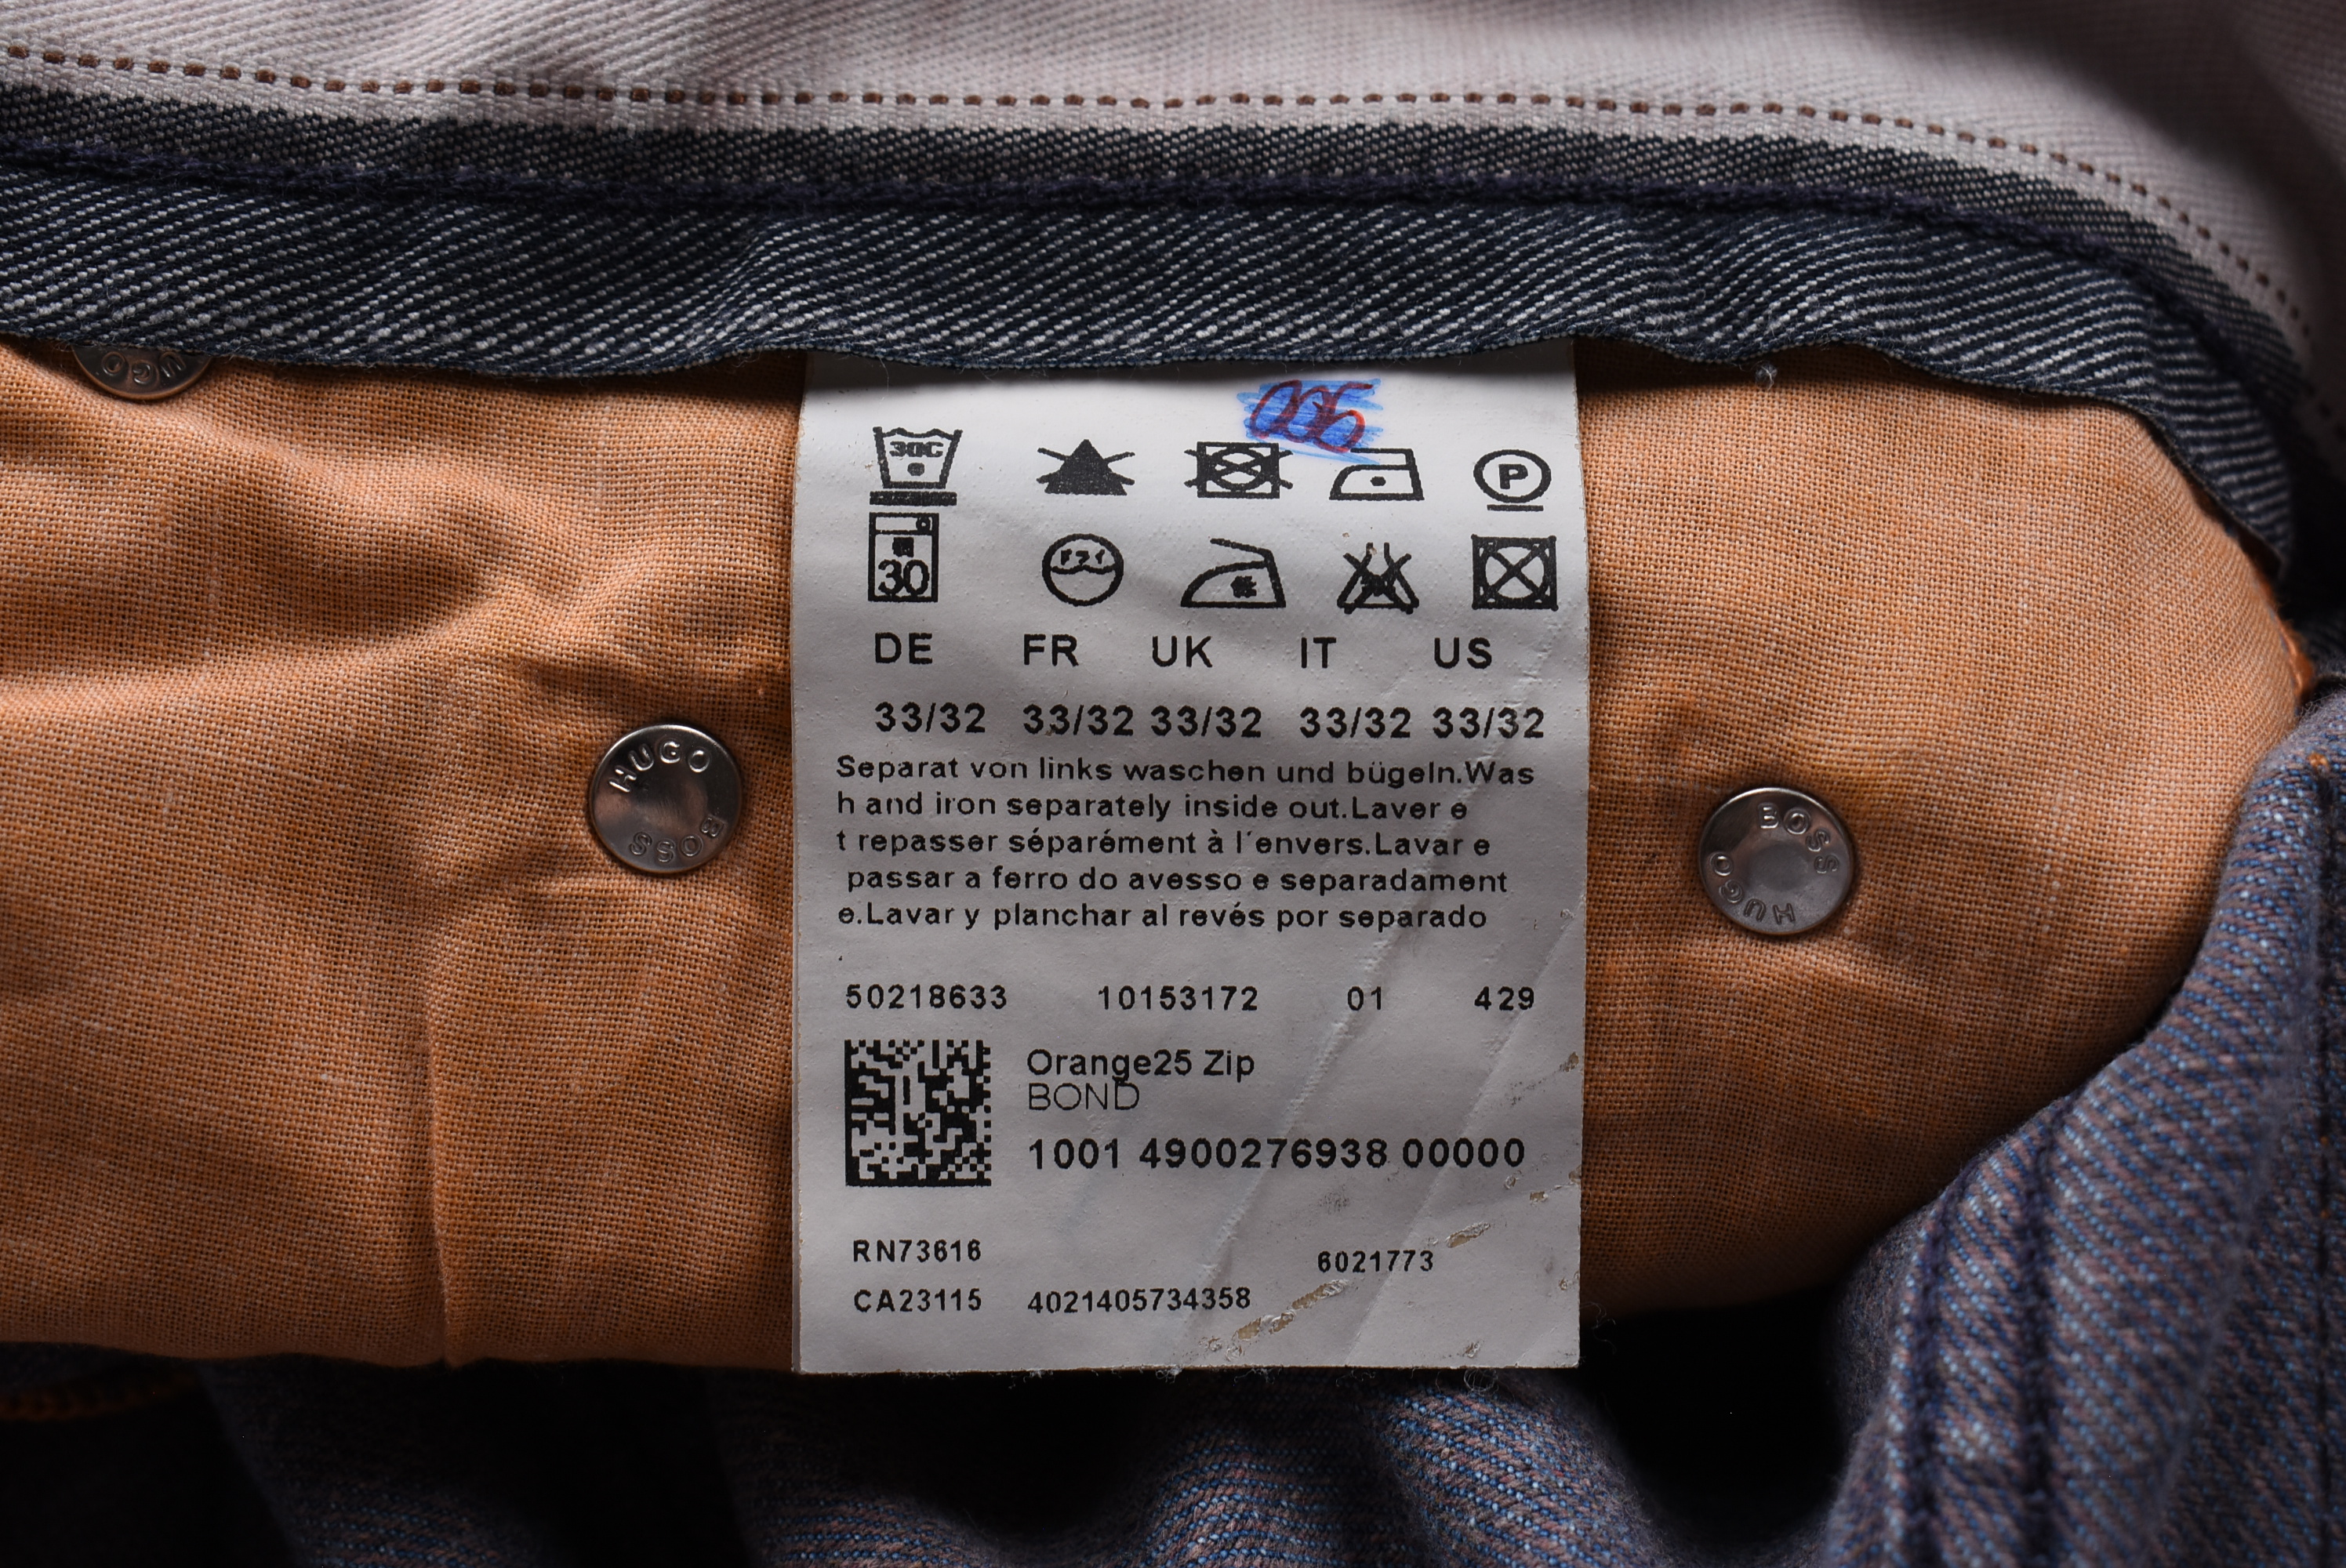 HUGO
30C
P
30
DE FR UK IT US
33/32 33/32 33/32 33/32 33/32
Separat von links waschen und bügeln.Was
h and iron separately inside out.Laver e
t repasser séparément à l´envers.Lavar e
passar a ferro do avesso e separadament
e.Lavar y planchar al revés por separado
HUGO BOSS
BOSS HUGO
50218633 10153172 01 429
Orange25 Zip
BOND
1001 4900276938 00000
RN73616 6021773
CA23115 4021405734358